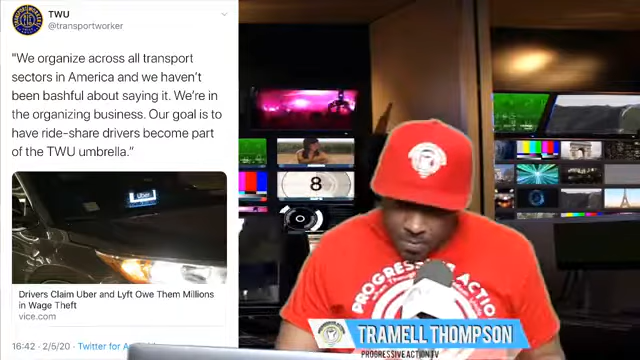 TWU
@transportworker
"We organize across all transport
sectors in America and we haven't
been bashful about saying it. We're in
the organizing business. Our goal is to
have ride-share drivers become part
of the TWU umbrella."
Uber
Drivers Claim Uber and Lyft Owe Them Millions
in Wage Theft
vice.com
16:42 · 2/5/20 · Twitter for
8
PROGRESSIVE ACTION
TRAMELL THOMPSON
PROGRESSIVEACTION.TV